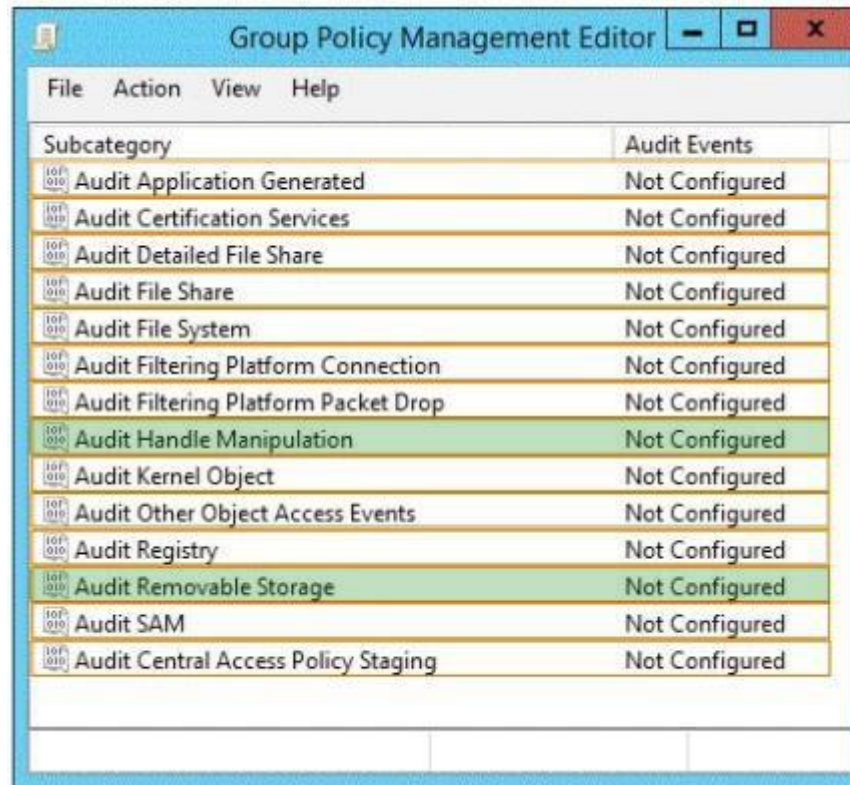 Group Policy Management Editor
File Action View Help
Subcategory Audit Events
Audit Application Generated Not Configured
Audit Certification Services Not Configured
Audit Detailed File Share Not Configured
Audit File Share Not Configured
Audit File System Not Configured
Audit Filtering Platform Connection Not Configured
Audit Filtering Platform Packet Drop Not Configured
Audit Handle Manipulation Not Configured
Audit Kernel Object Not Configured
Audit Other Object Access Events Not Configured
Audit Registry Not Configured
Audit Removable Storage Not Configured
Audit SAM Not Configured
Audit Central Access Policy Staging Not Configured